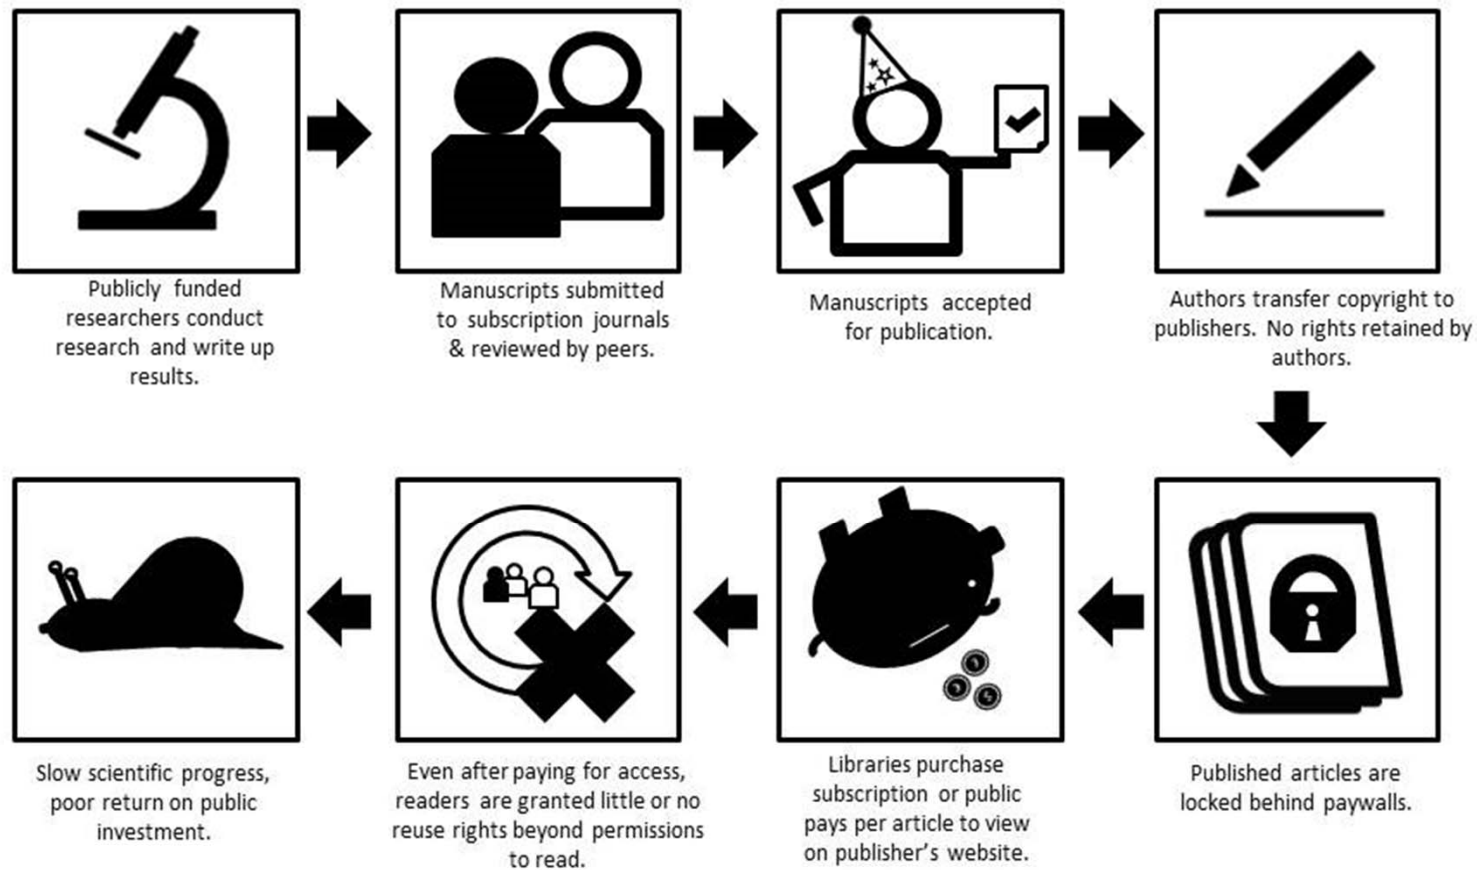 Publicly funded
researchers conduct
research and write up
results.
Manuscripts submitted
to subscription journals
& reviewed by peers.
Manuscripts accepted
for publication.
Authors transfer copyright to
publishers. No rights retained by
authors.
Published articles are
locked behind paywalls.
Libraries purchase
subscription or public
pays per article to view
on publisher's website.
Even after paying for access,
readers are granted little or no
reuse rights beyond permissions
to read.
Slow scientific progress,
poor return on public
investment.